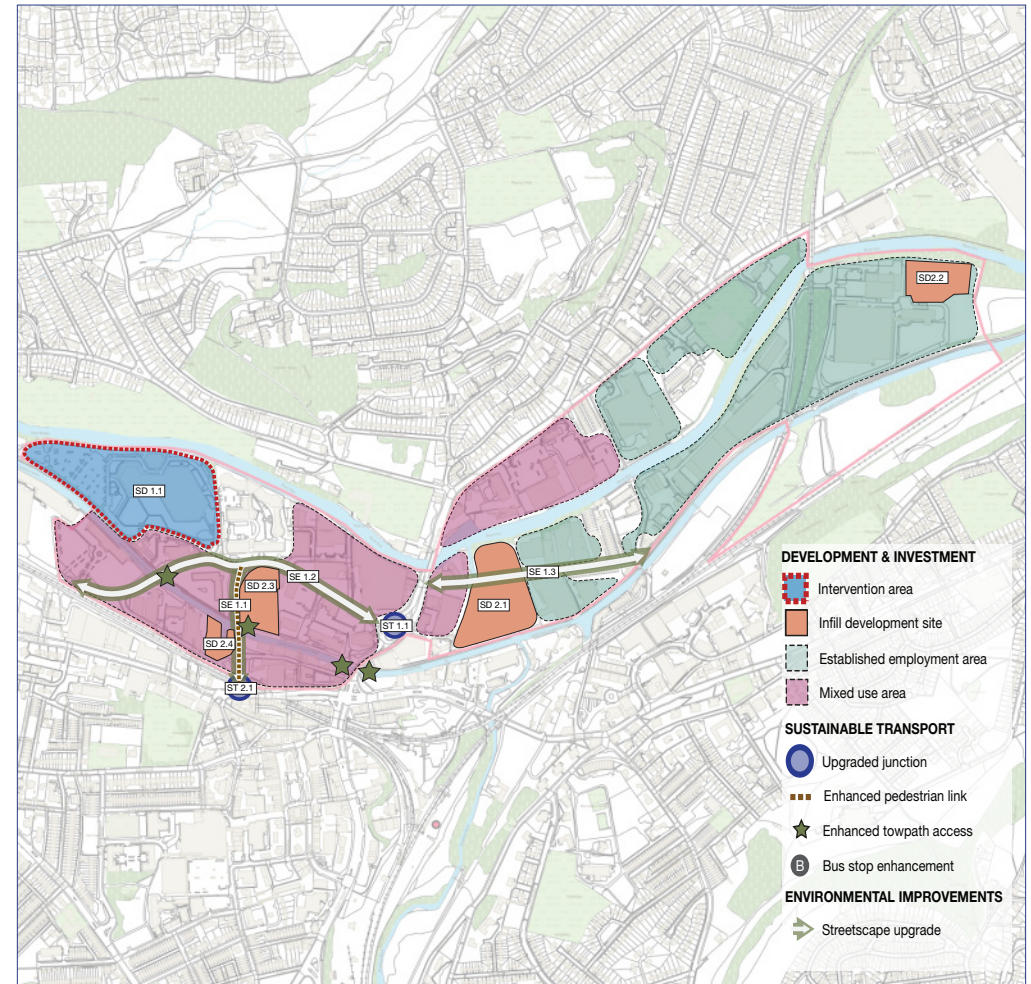 SD2.2
SD 1.1
SE 1.3
SE 1.2
SD 2.3
SE 1.1
SD 2.1
ST 1.1
SD 2.4
ST 2.1
DEVELOPMENT & INVESTMENT
Intervention area
Infill development site
Established employment area
Mixed use area
SUSTAINABLE TRANSPORT
Upgraded junction
Enhanced pedestrian link
Enhanced towpath access
B Bus stop enhancement
ENVIRONMENTAL IMPROVEMENTS
Streetscape upgrade